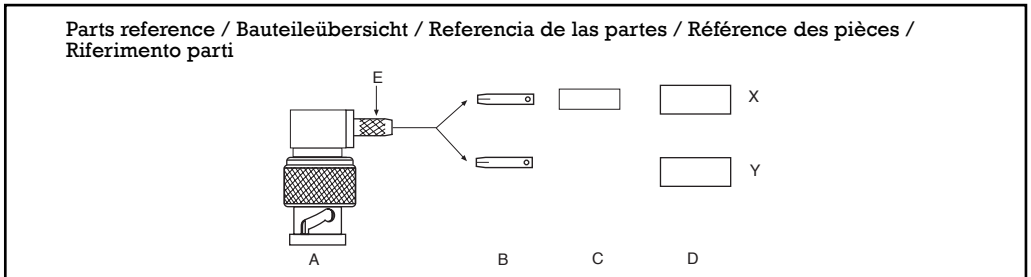 Parts reference / Bauteileübersicht / Referencia de las partes / Référence des pièces /
Riferimento parti
E
X
Y
A B C D